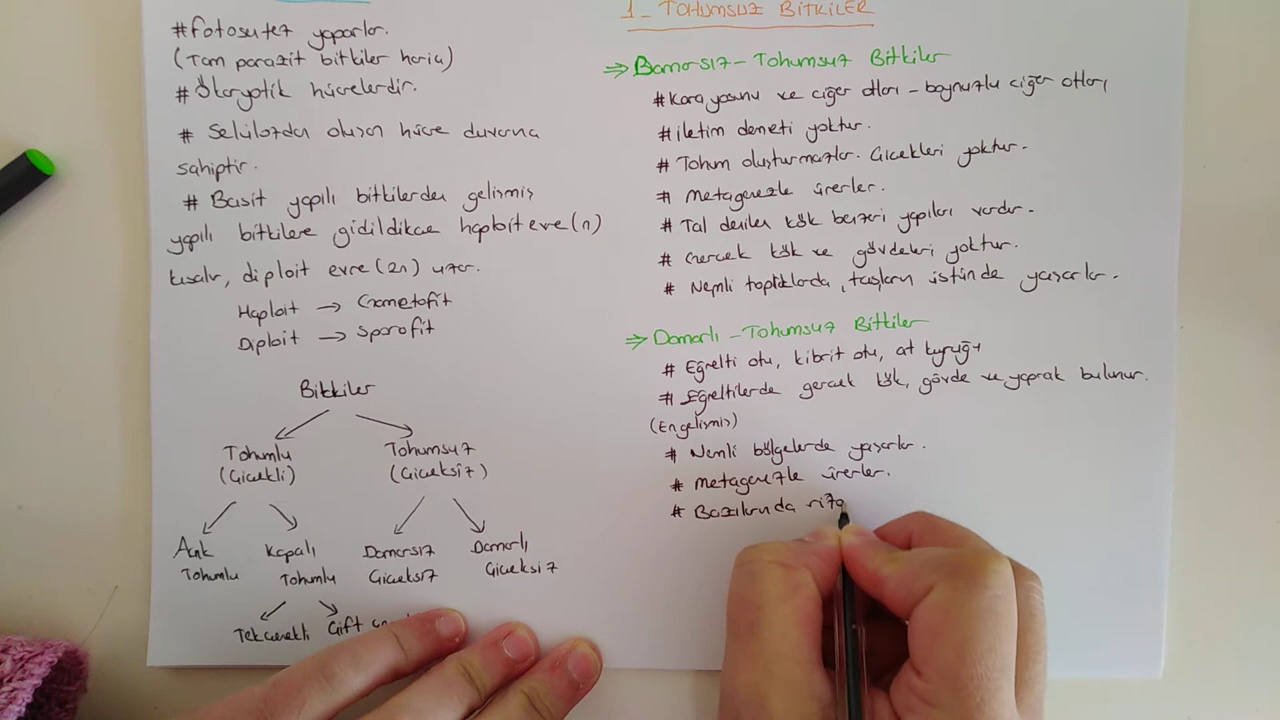 #Fotosentez yaparlar.
(Tam parazit bitkiler hariç)
# Ökaryotik hücrelerdir.
# Selülozdan oluşan hücre duvarına
sahiptir.
# Basit yapılı bitkilerden gelişmiş
yapılı bitkilere gidildikçe haploit evre(n)
kısalır, diploit evre (2n) uzar.
Haploit → Gametofit
Diploit → Sporofit
Bitkiler
Tohumlu Tohumsuz
(Çiçekli) (Çiçeksiz)
Açık Kapalı Damarsız Damarlı
Tohumlu Tohumlu Çiçeksiz Çiçeksiz
Tek çenekli Çift
1_ TOHUMSUZ BİTKİLER
⇒ Damarsız-Tohumsuz Bitkiler
#Kara yosunu ve ciğer otları - boynuzlu ciğer otları
#iletim demeti yoktur.
# Tohum oluşturmazlar. Çiçekleri yoktur.
# Metagenezle ürerler.
# Tal denilen kök benzeri yapıları vardır.
# Gerçek kök ve gövdeleri yoktur.
# Nemli topraklarda, taşların üstünde yaşarlar.
⇒ Damarlı -Tohumsuz Bitkiler
# Eğrelti otu, kibrit otu, at kuyruğu
# Eğreltilerde gerçek kök, gövde ve yaprak bulunur.
(En gelişmiş)
# Nemli bölgelerde yaşarlar.
# Metagenezle ürerler.
# Bazılarında rizo